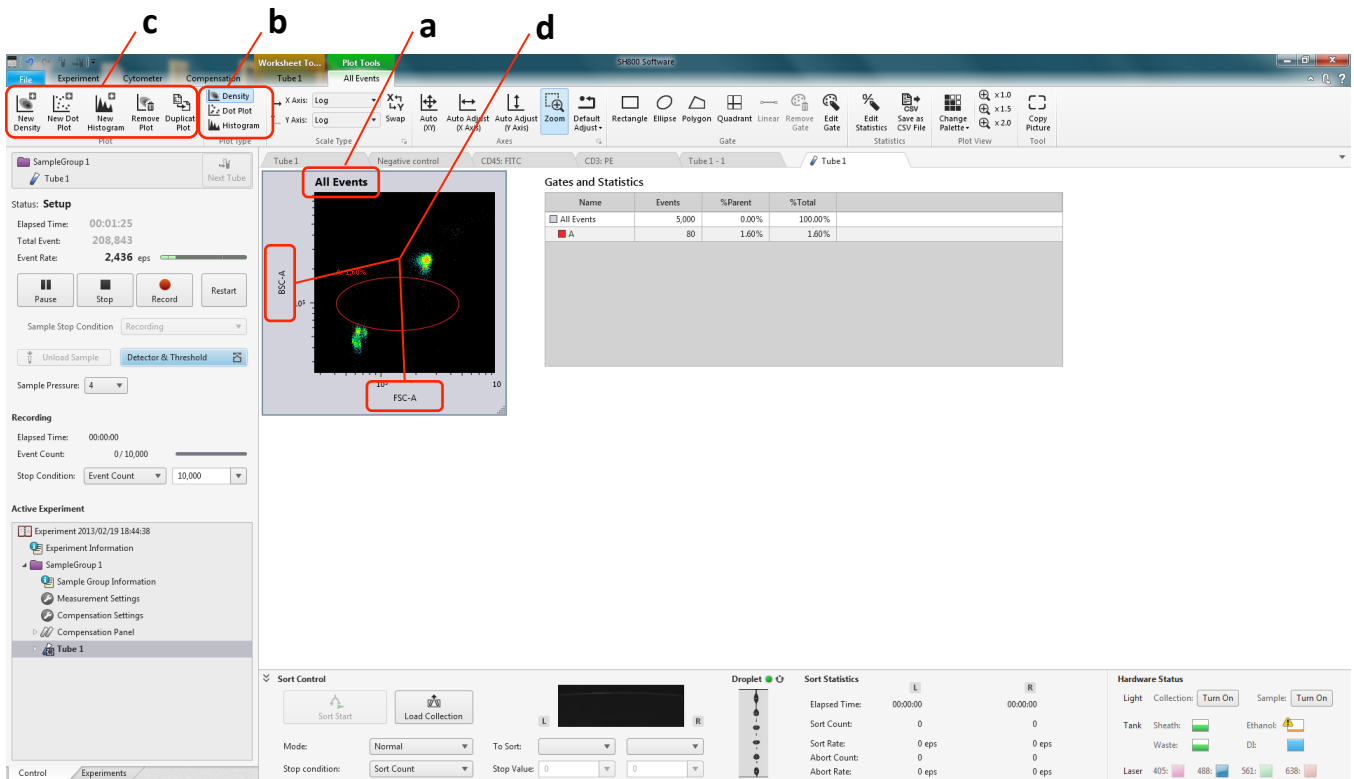 c b a d
Worksheet To... Plot Tools SH800 Software
File Experiment Cytometer Compensation Tube 1 All Events
New Density New Dot Plot New Histogram Remove Plot Duplicat Plot
Plot
Density
Dot Plot
Histogram
Plot Type
X Axis: Log
Y Axis: Log
Swap
Scale Type
Auto (XY) Auto Adjust (X Axis) Auto Adjust (Y Axis) Zoom Default Adjust
Axes
Rectangle Ellipse Polygon Quadrant Linear Remove Gate Edit Gate
Gate
Edit Statistics Save as CSV File
Statistics
Change Palette x1.0 x1.5 x2.0
Plot View
Copy Picture
Tool
SampleGroup 1
Tube 1
Next Tube
Status: Setup
Elapsed Time: 00:01:25
Total Event: 208,843
Event Rate: 2,436 eps
Pause Stop Record Restart
Sample Stop Condition Recording
Unload Sample Detector & Threshold
Sample Pressure: 4
Recording
Elapsed Time: 00:00:00
Event Count: 0/ 10,000
Stop Condition: Event Count 10,000
Active Experiment
Experiment 2013/02/19 18:44:38
Experiment Information
SampleGroup 1
Sample Group Information
Measurement Settings
Compensation Settings
Compensation Panel
Tube 1
Control Experiments
Tube 1 Negative control CD45: FITC CD3: PE Tube 1 - 1 Tube 1
All Events
A: 1.60%
BSC-A
10
FSC-A
Gates and Statistics
Name Events %Parent %Total
All Events 5,000 0.00% 100.00%
A 80 1.60% 1.60%
Sort Control
Sort Start Load Collection
Mode: Normal
Stop condition: Sort Count
L R
To Sort:
Stop Value: 0 0
Droplet
Sort Statistics
L R
Elapsed Time: 00:00:00 00:00:00
Sort Count: 0 0
Sort Rate: 0 eps 0 eps
Abort Count: 0 0
Abort Rate: 0 eps 0 eps
Hardware Status
Light Collection: Turn On Sample: Turn On
Tank Sheath: Ethanol:
Waste: DI:
Laser 405: 488: 561: 638: